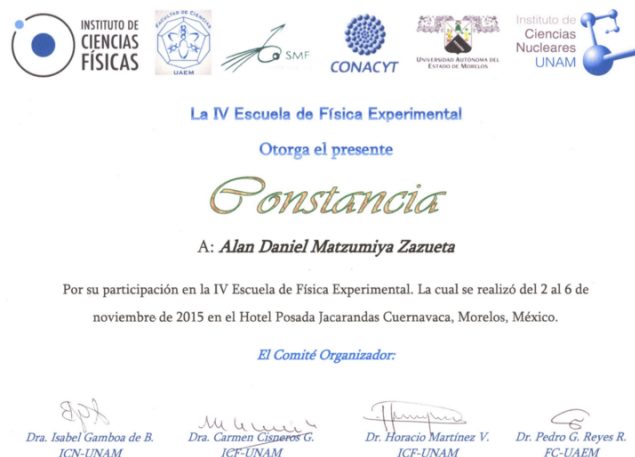 INSTITUTO DE
CIENCIAS
FÍSICAS
FACULTAD DE CIENCIAS
UAEM
SMF
CONACYT
UNIVERSIDAD AUTÓNOMA DEL
ESTADO DE MORELOS
Instituto de
Ciencias
Nucleares
UNAM
La IV Escuela de Física Experimental
Otorga el presente
Constancia
A: Alan Daniel Matzumiya Zazueta
Por su participación en la IV Escuela de Física Experimental. La cual se realizó del 2 al 6 de
noviembre de 2015 en el Hotel Posada Jacarandas Cuernavaca, Morelos, México.
El Comité Organizador:
Dra. Isabel Gamboa de B.
ICN-UNAM
Dra. Carmen Cisneros G.
ICF-UNAM
Dr. Horacio Martínez V.
ICF-UNAM
Dr. Pedro G. Reyes R.
FC-UAEM